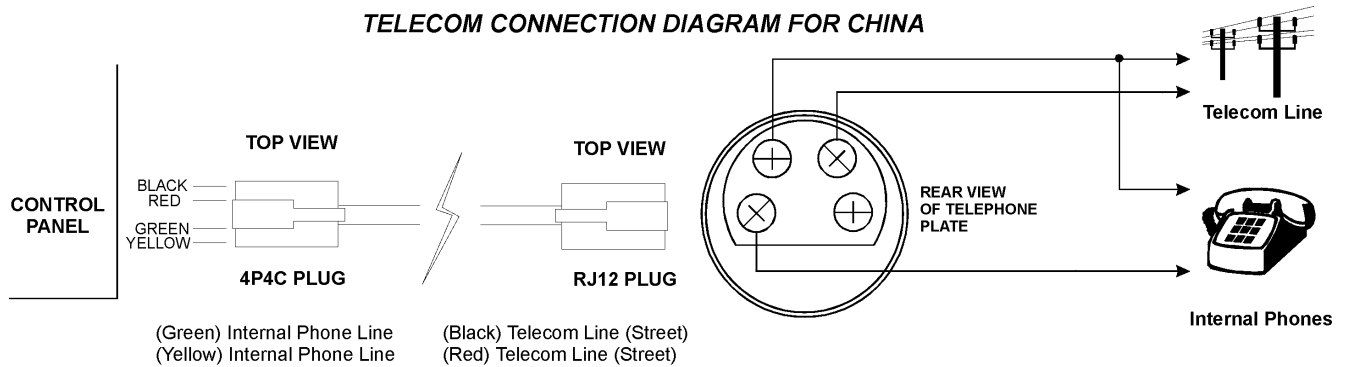 TELECOM CONNECTION DIAGRAM FOR CHINA
Telecom Line
TOP VIEW
TOP VIEW
BLACK
RED
GREEN
YELLOW
CONTROL
PANEL
REAR VIEW
OF TELEPHONE
PLATE
4P4C PLUG
RJ12 PLUG
Internal Phones
(Green) Internal Phone Line
(Yellow) Internal Phone Line
(Black) Telecom Line (Street)
(Red) Telecom Line (Street)